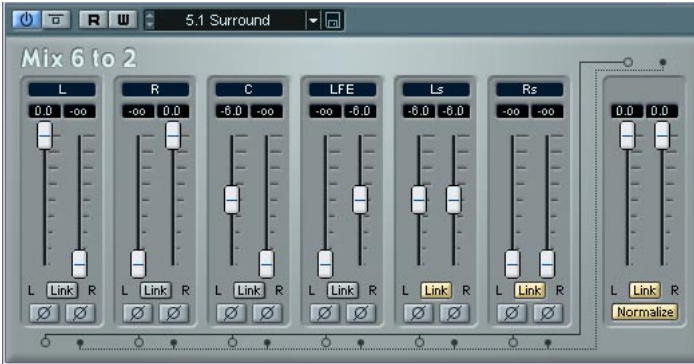 R W 5.1 Surround
Mix 6 to 2
L R C LFE Ls Rs
0.0 -oo -oo 0.0 -6.0 -oo -oo -6.0 -6.0 -6.0 -oo -oo 0.0 0.0
L Link R L Link R L Link R L Link R L Link R L Link R L Link R
Ø Ø Ø Ø Ø Ø Ø Ø Ø Ø Ø Ø Normalize